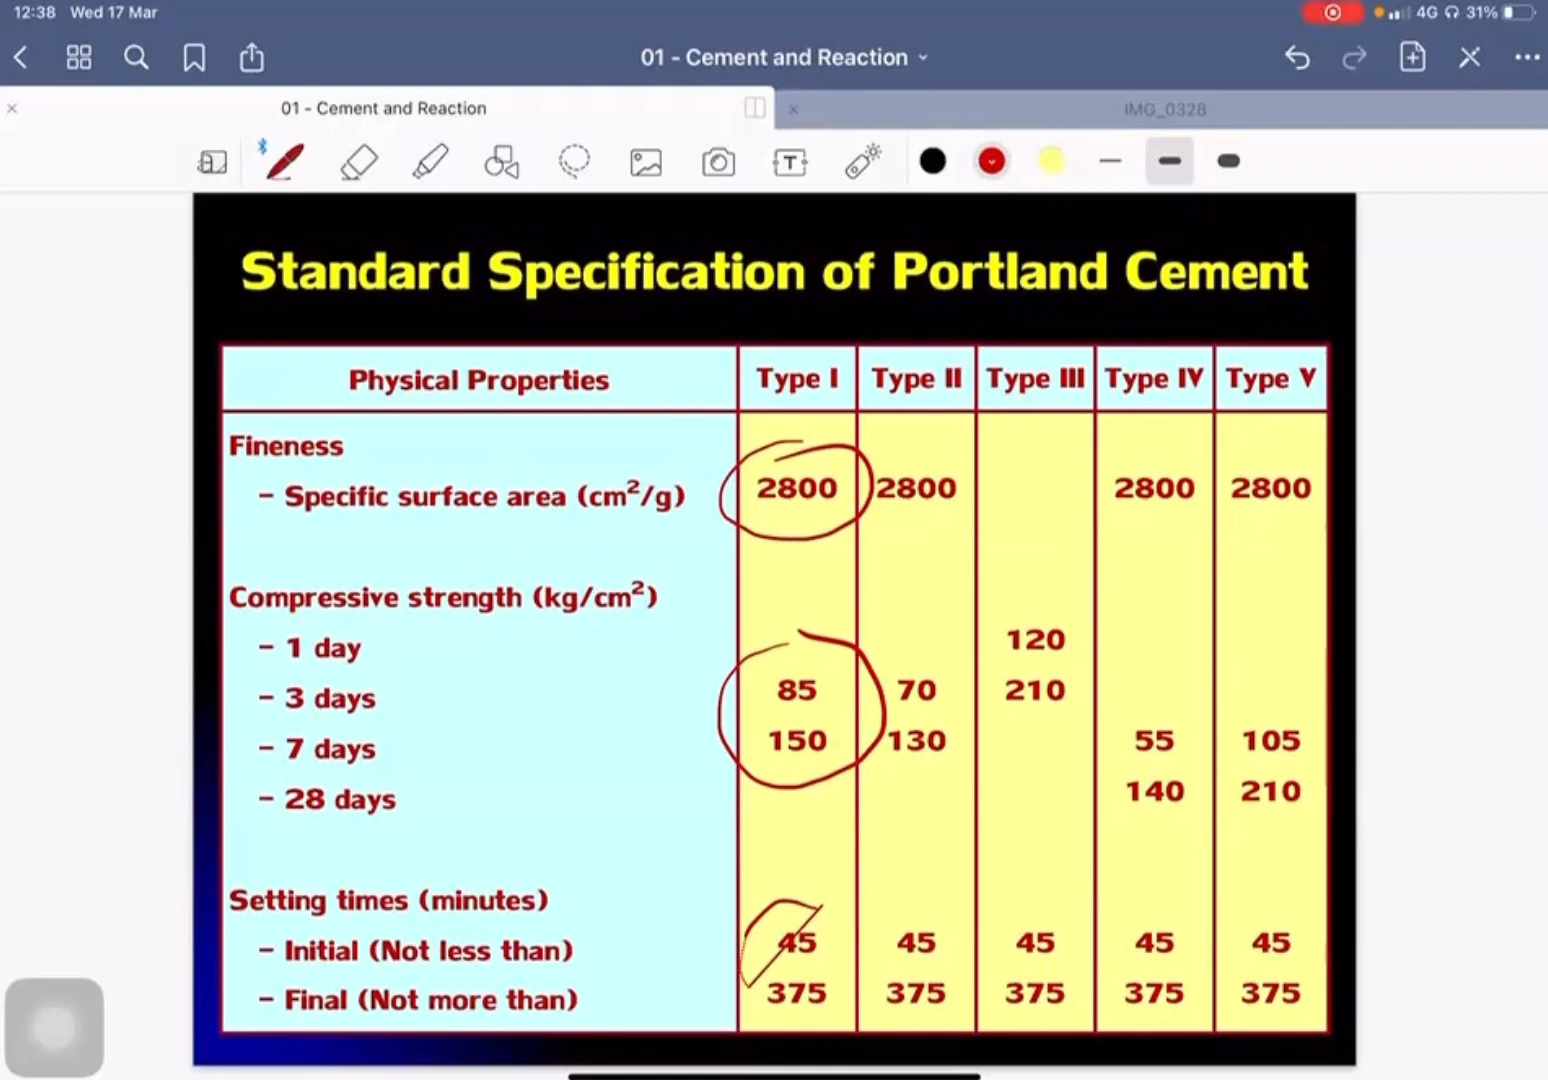 12:38 Wed 17 Mar
4G 31%
01 - Cement and Reaction
01 - Cement and Reaction
IMG_0328
T
Standard Specification of Portland Cement
Physical Properties Type I Type II Type III Type IV Type V
Fineness
- Specific surface area (cm²/g) 2800 2800 2800 2800
Compressive strength (kg/cm²)
- 1 day 120
- 3 days 85 70 210
- 7 days 150 130 55 105
- 28 days 140 210
Setting times (minutes)
- Initial (Not less than) 45 45 45 45 45
- Final (Not more than) 375 375 375 375 375